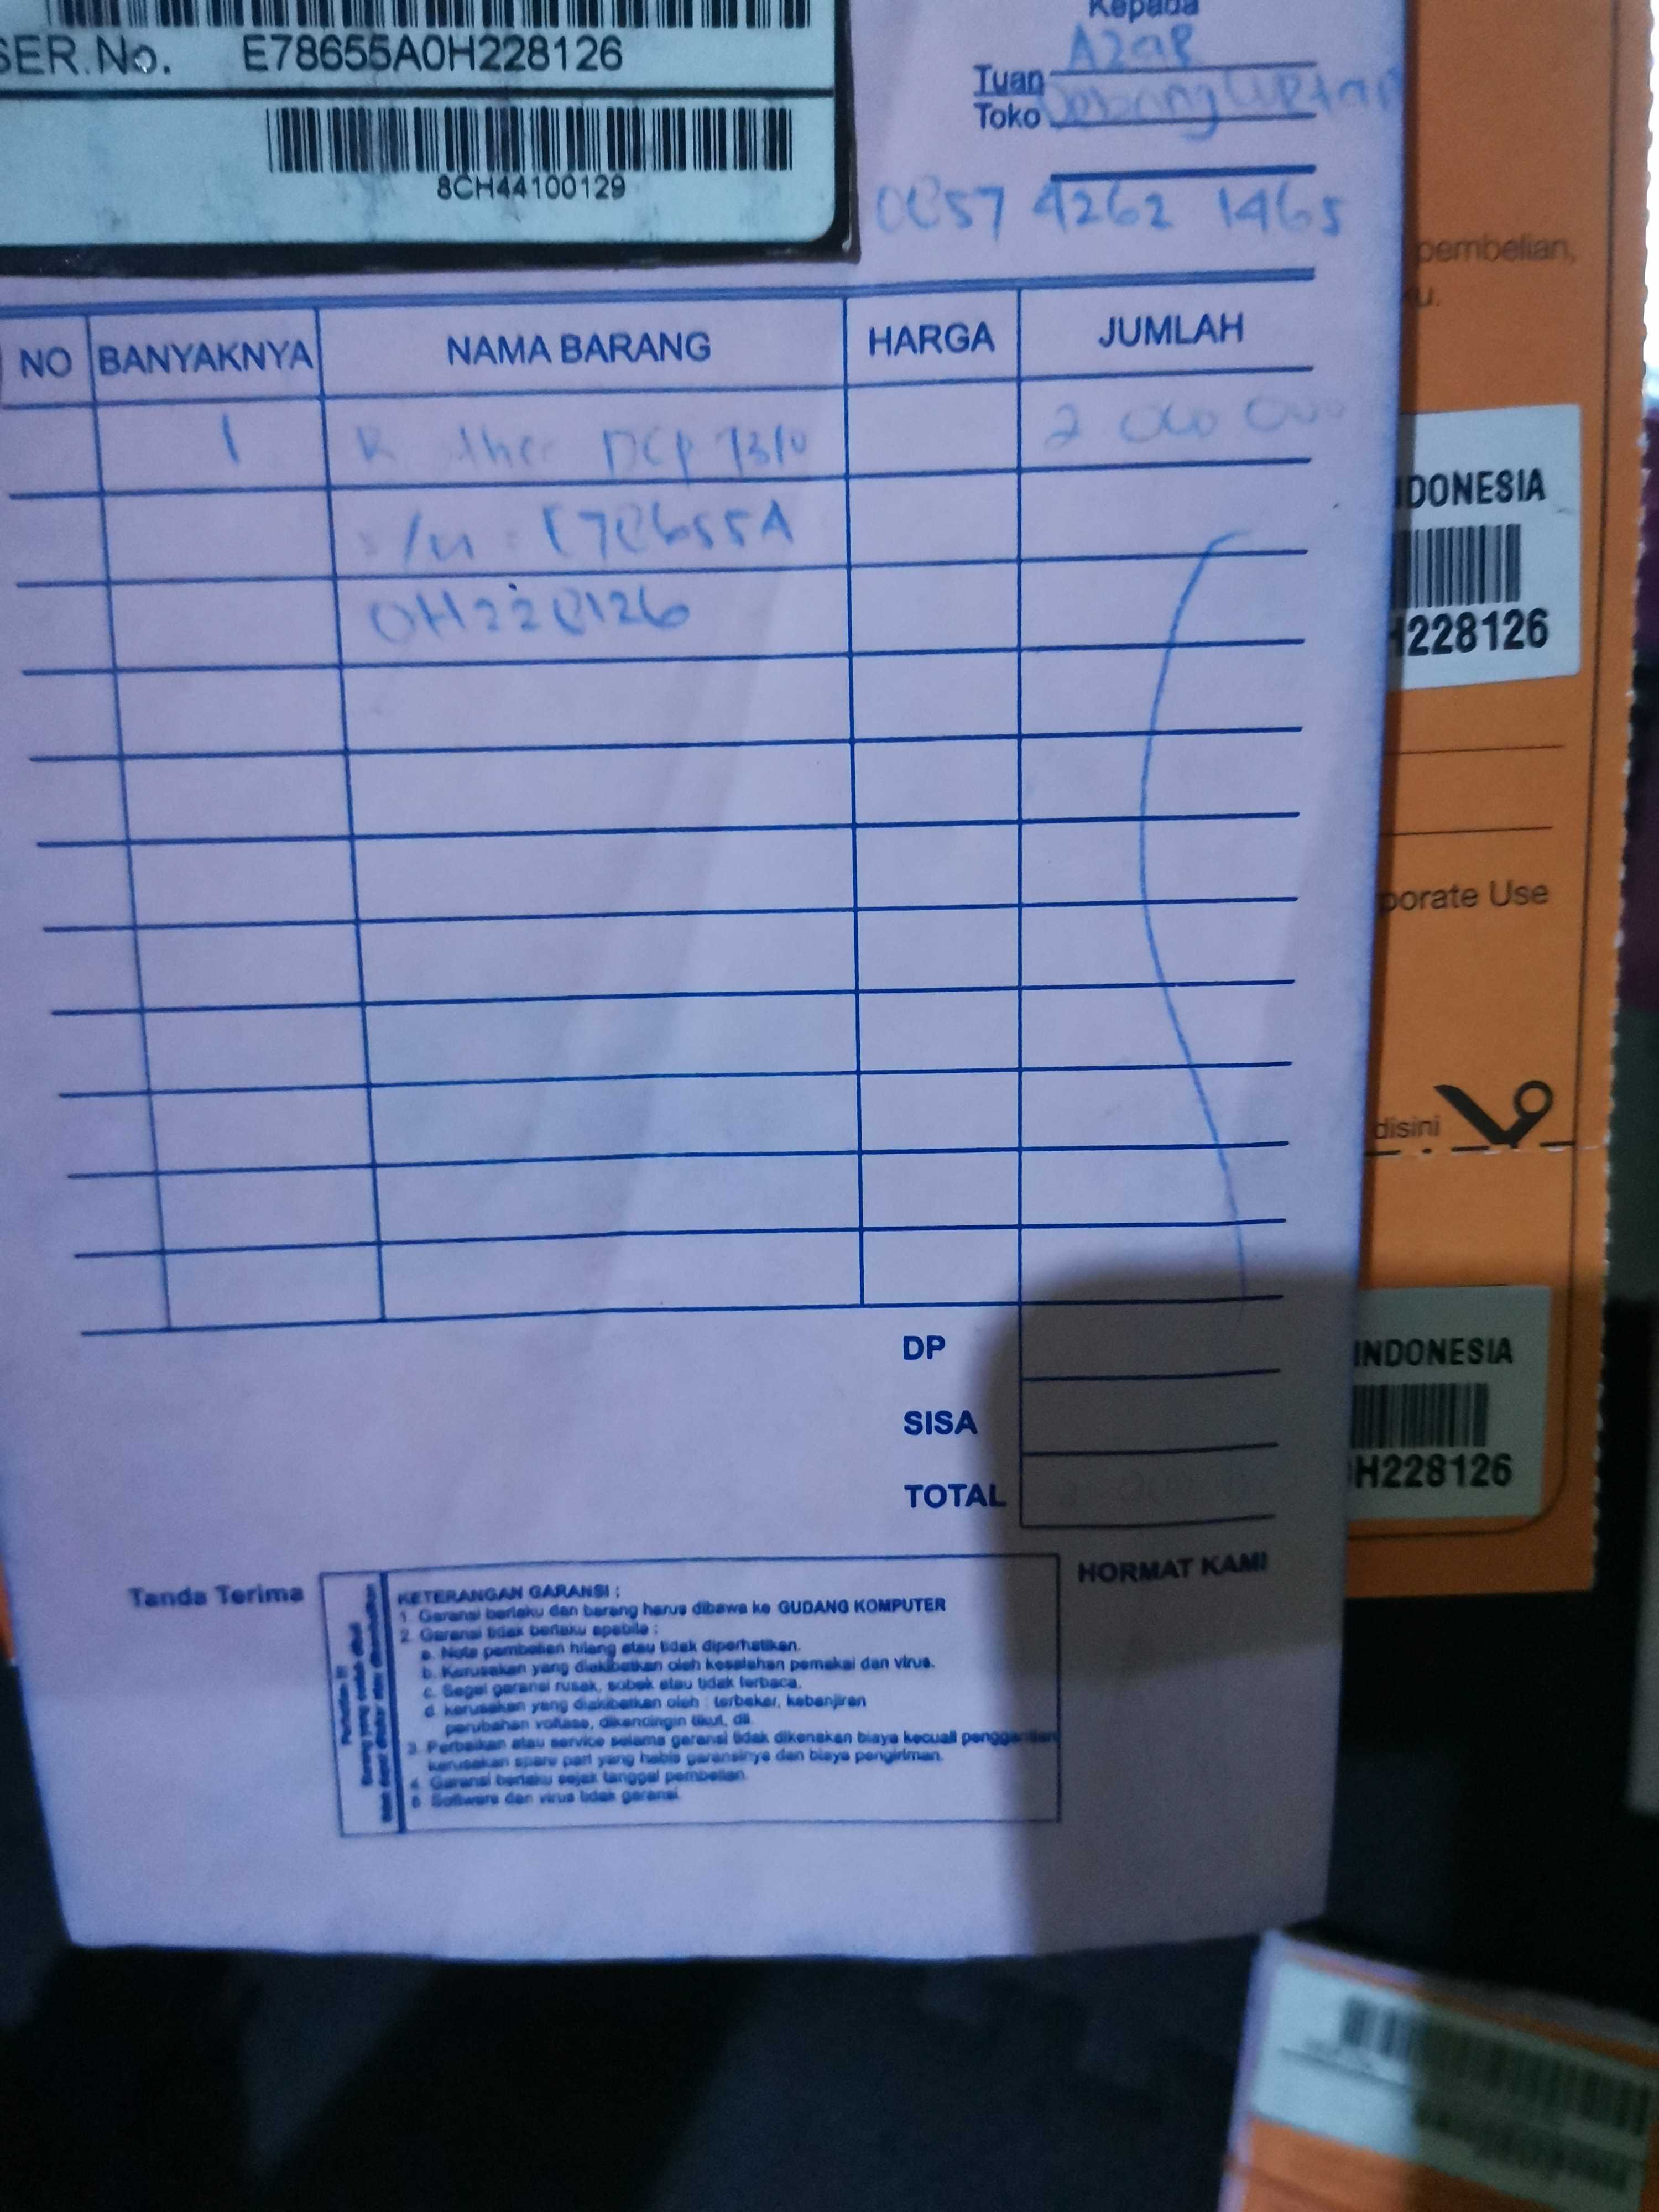 SER.No. E78655A0H228126
8CH44100129
Kepada
Tuan
Toko
0857 4262 1465
pembelian,
u.
NO BANYAKNYA NAMA BARANG HARGA JUMLAH
1 DCP 7310 2 000 000
s/n : E78655A
0H228126
INDONESIA
H228126
porate Use
disini
DP
SISA
TOTAL
INDONESIA
0H228126
Tanda Terima
HORMAT KAMI
KETERANGAN GARANSI :
1. Garansi berlaku dan barang harus dibawa ke GUDANG KOMPUTER
2. Garansi tidak berlaku apabila :
a. Nota pembelian hilang atau tidak diperhatikan.
b. Kerusakan yang diakibatkan oleh kesalahan pemakai dan virus.
c. Segel garansi rusak, sobek atau tidak terbaca.
d. kerusakan yang diakibatkan oleh : terbakar, kebanjiran
perubahan voltase, dikencingin tikut, dll.
3. Perbaikan atau service selama garansi tidak dikenakan biaya kecuali penggantian
kerusakan spare part yang habis garansinya dan biaya pengiriman.
4. Garansi berlaku sejak tanggal pembelian.
5. Software dan virus tidak garansi.